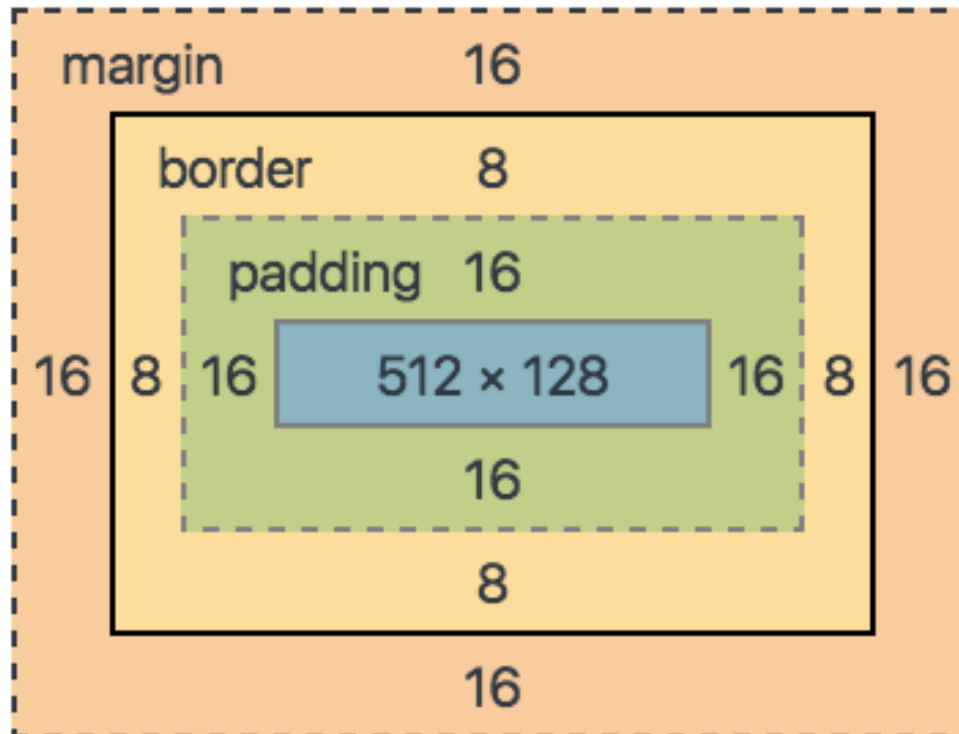 margin 16
border 8
padding 16
16 8 16 512 × 128 16 8 16
16
8
16